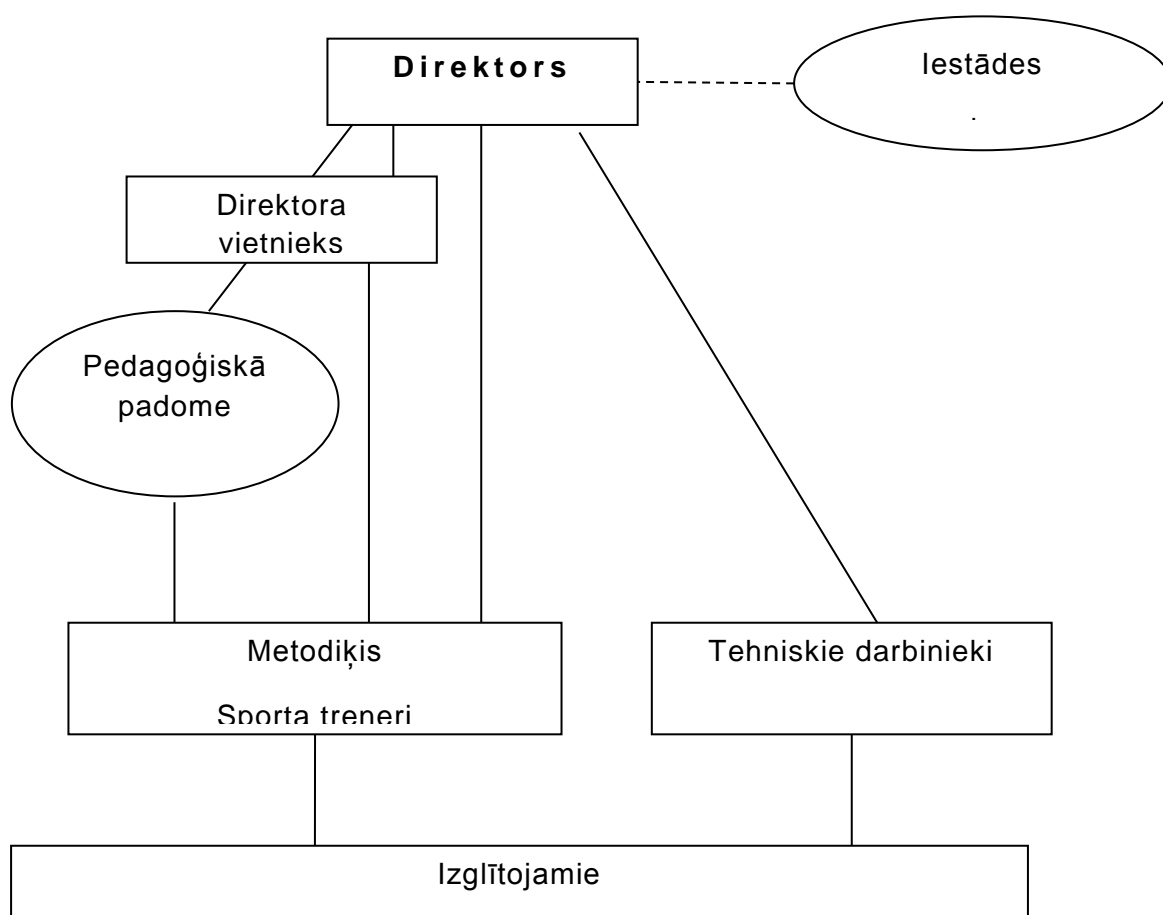 Direktors
Iestādes
Direktora
vietnieks
Pedagoģiskā
padome
Metodiķis
Sporta treneri
Tehniskie darbinieki
Izglītojamie